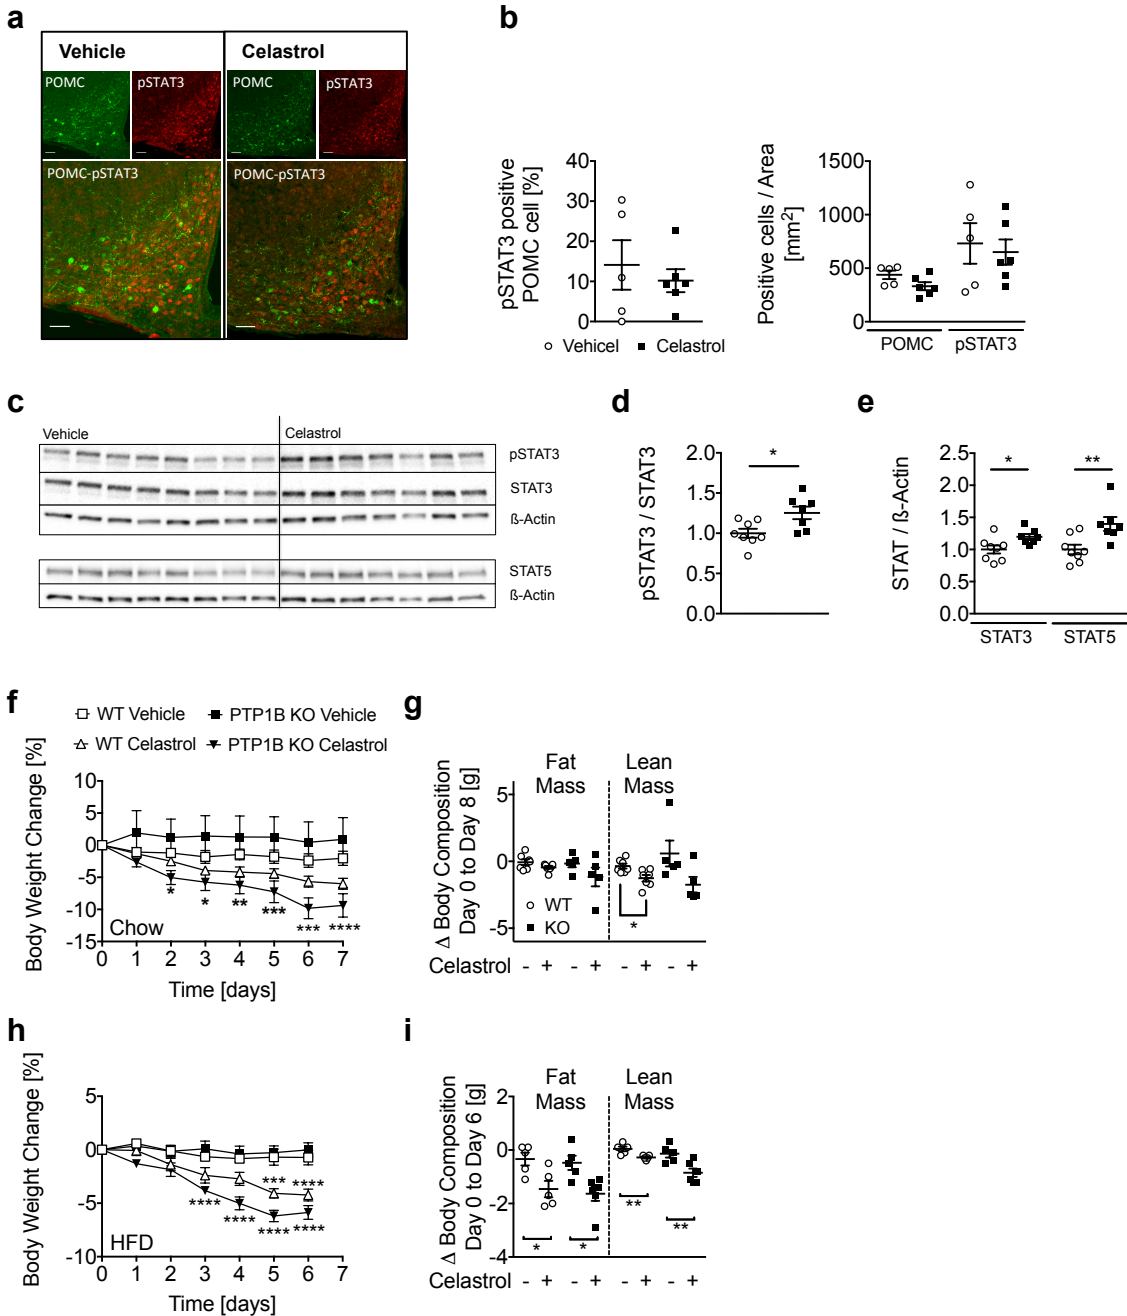 a
Vehicle
Celastrol
POMC
pSTAT3
POMC
pSTAT3
POMC-pSTAT3
POMC-pSTAT3
b
pSTAT3 positive
POMC cell [%]
40
30
20
10
0
Vehicel
Celastrol
Positive cells / Area
[mm²]
1500
1000
500
0
POMC
pSTAT3
c
Vehicle
Celastrol
pSTAT3
STAT3
ß-Actin
STAT5
ß-Actin
d
pSTAT3 / STAT3
2.0
1.5
1.0
0.5
0.0
*
e
STAT / ß-Actin
2.5
2.0
1.5
1.0
0.5
0.0
*
**
STAT3
STAT5
f
WT Vehicle
PTP1B KO Vehicle
WT Celastrol
PTP1B KO Celastrol
Body Weight Change [%]
10
5
0
-5
-10
-15
* * ** *** *** ****
Chow
0 1 2 3 4 5 6 7
Time [days]
g
Δ Body Composition
Day 0 to Day 8 [g]
Fat
Mass
Lean
Mass
5
0
-5
WT
KO
*
Celastrol - + - + - + - +
h
Body Weight Change [%]
5
0
-5
-10
*** ****
**** **** **** ****
HFD
0 1 2 3 4 5 6 7
Time [days]
i
Δ Body Composition
Day 0 to Day 6 [g]
Fat
Mass
Lean
Mass
2
0
-2
-4
* * ** **
Celastrol - + - + - + - +